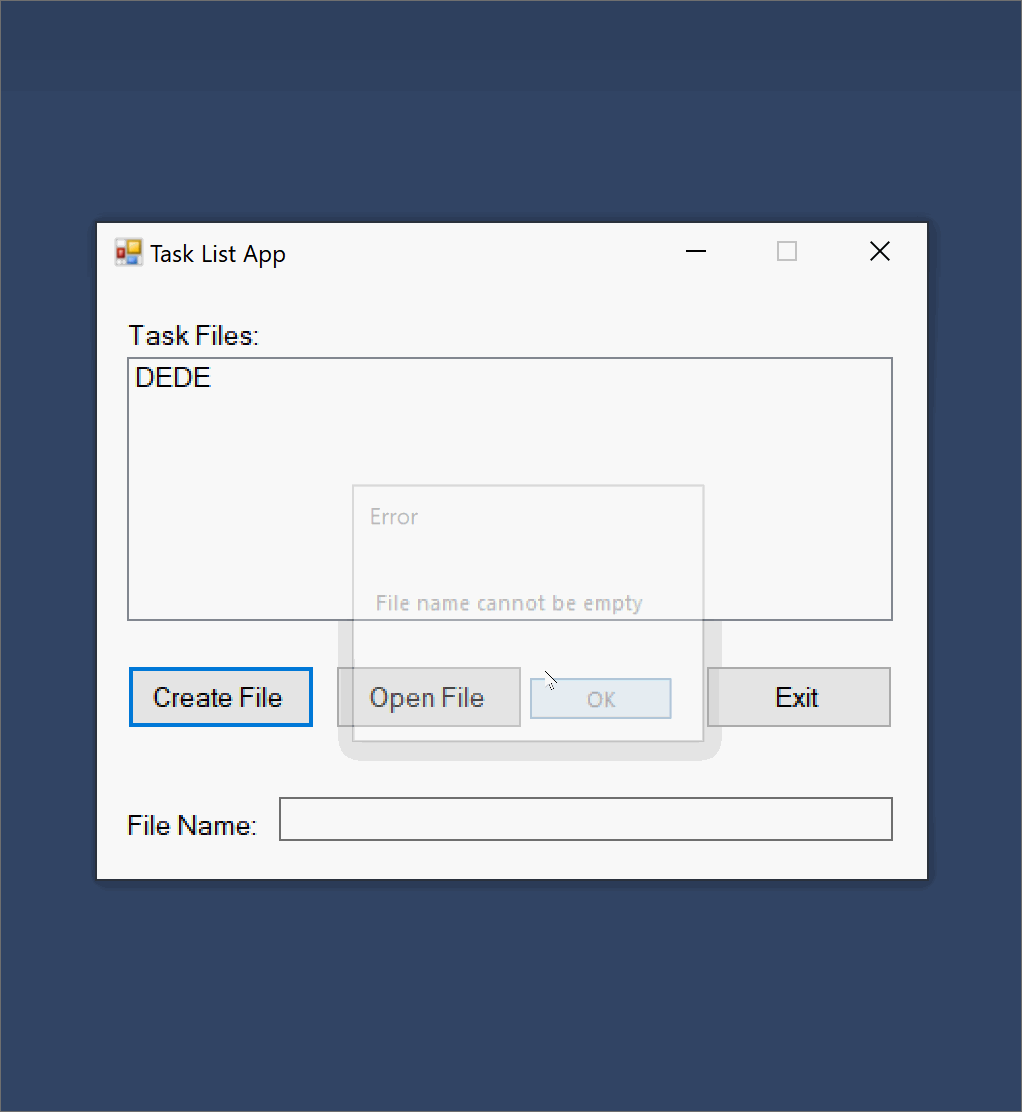 Task List App
Task Files:
DEDE
Error
File name cannot be empty
Create File
Open File
OK
Exit
File Name: